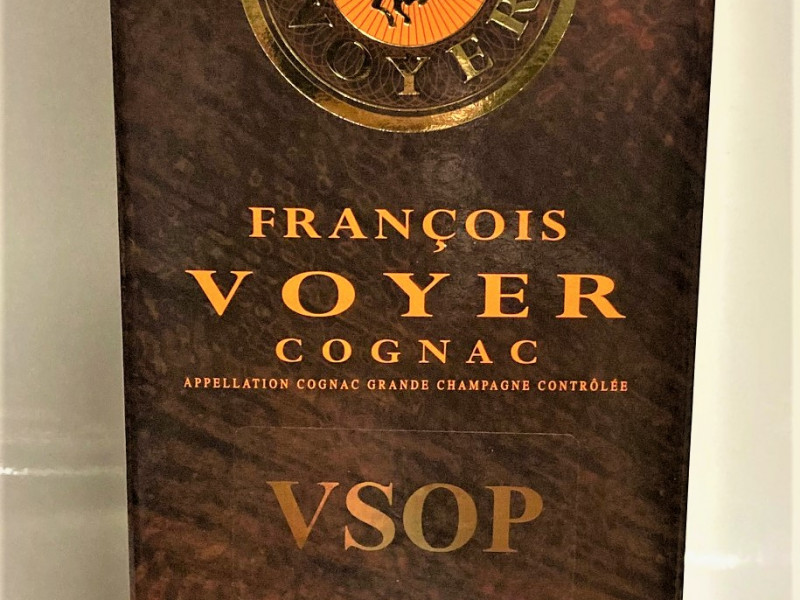 VOYER
FRANÇOIS
VOYER
COGNAC
APPELLATION COGNAC GRANDE CHAMPAGNE CONTRÔLÉE
VSOP